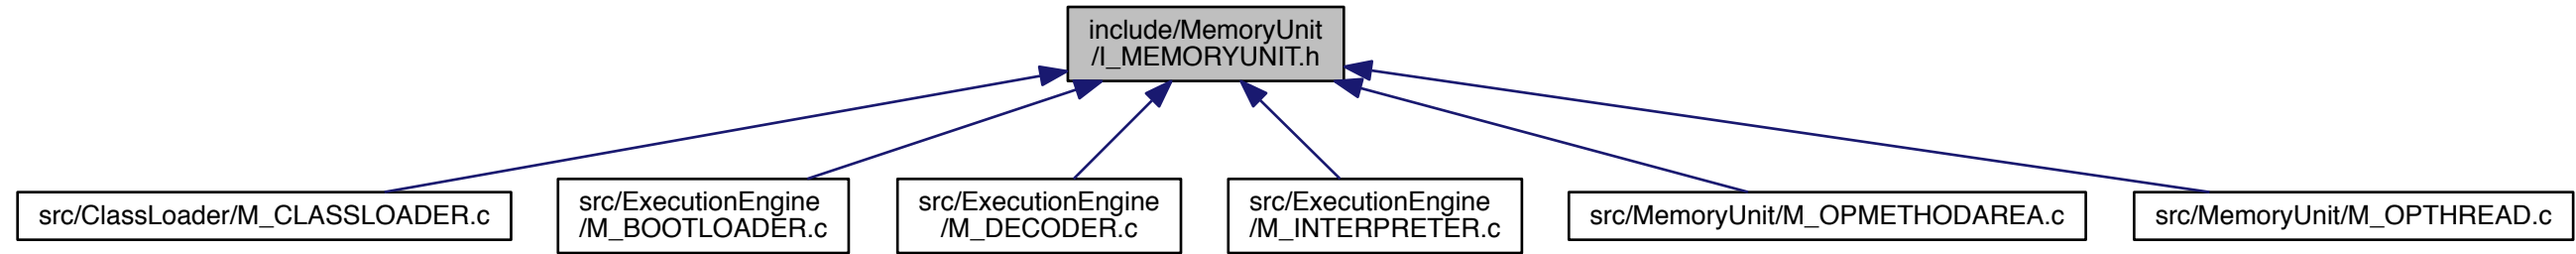 include/MemoryUnit
/I_MEMORYUNIT.h
src/ClassLoader/M_CLASSLOADER.c
src/ExecutionEngine
/M_BOOTLOADER.c
src/ExecutionEngine
/M_DECODER.c
src/ExecutionEngine
/M_INTERPRETER.c
src/MemoryUnit/M_OPMETHODAREA.c
src/MemoryUnit/M_OPTHREAD.c